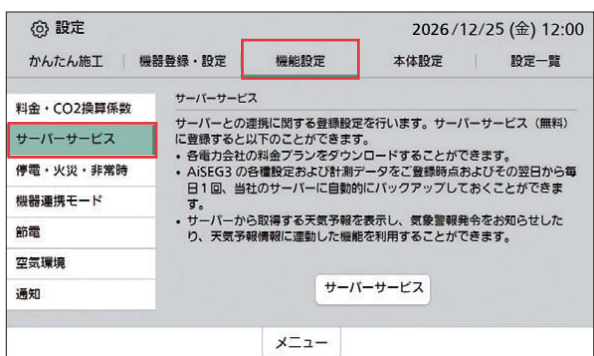 設定
2026/12/25 (金) 12:00
かんたん施工
機器登録・設定
機能設定
本体設定
設定一覧
料金・CO2換算係数
サーバーサービス
停電・火災・非常時
機器連携モード
節電
空気環境
通知
サーバーサービス
サーバーとの連携に関する登録設定を行います。サーバーサービス（無料）
に登録すると以下のことができます。
・各電力会社の料金プランをダウンロードすることができます。
・AiSEG3 の各種設定および計測データをご登録時点およびその翌日から毎
日1回、当社のサーバーに自動的にバックアップしておくことができま
す。
・サーバーから取得する天気予報を表示し、気象警報発令をお知らせした
り、天気予報情報に連動した機能を利用することができます。
サーバーサービス
メニュー